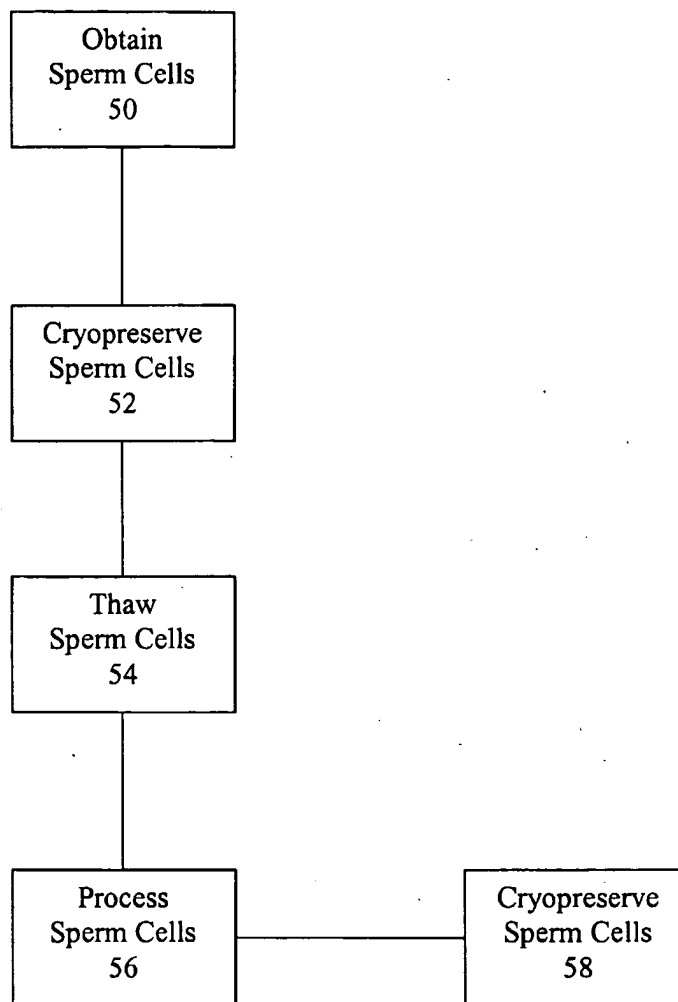 Obtain
Sperm Cells
50
Cryopreserve
Sperm Cells
52
Thaw
Sperm Cells
54
Process
Sperm Cells
56
Cryopreserve
Sperm Cells
58